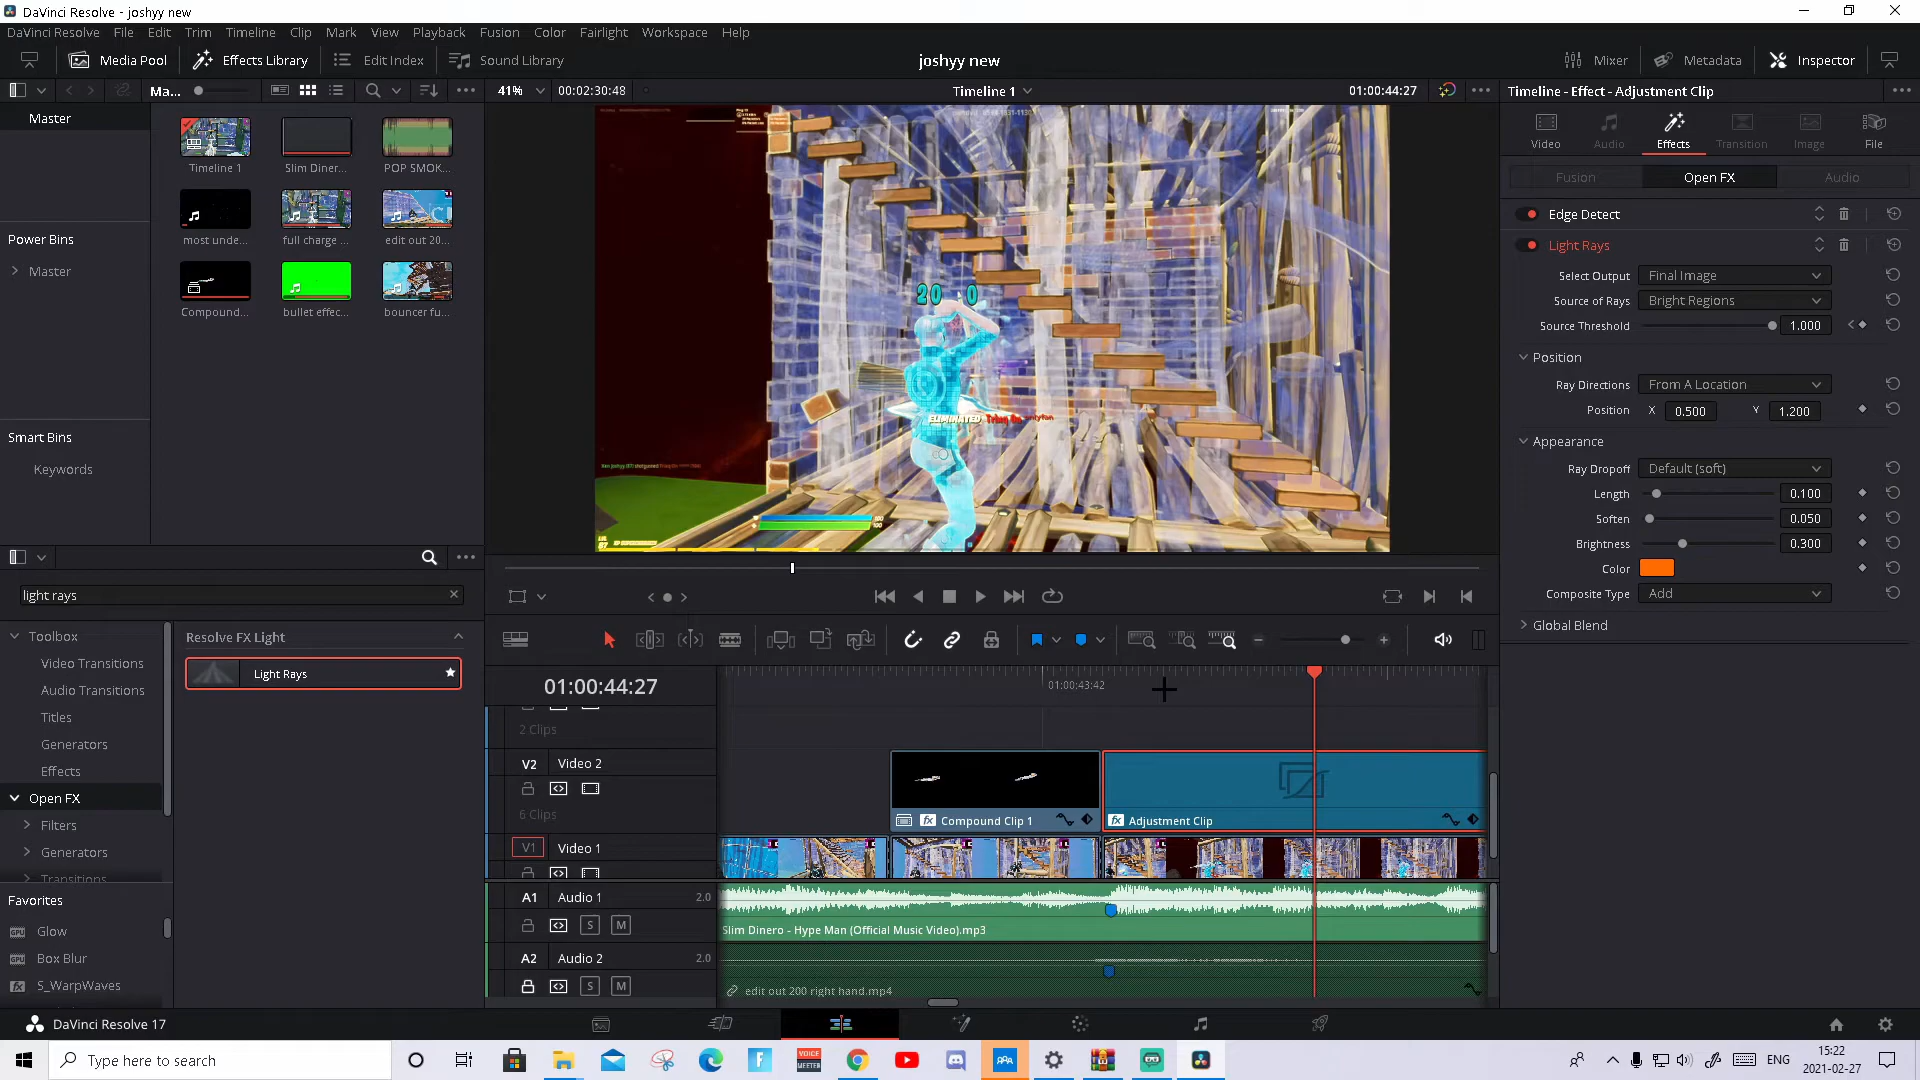 DaVinci Resolve - joshyy new
DaVinci Resolve File Edit Trim Timeline Clip Mark View Playback Fusion Color Fairlight Workspace Help
Media Pool Effects Library Edit Index Sound Library joshyy new Mixer Metadata Inspector
Ma... 41% 00:02:30:48 Timeline 1 01:00:44:27 Timeline - Effect - Adjustment Clip
Master
Timeline 1 Slim Diner... POP SMOK...
most unde... full charge ... edit out 20...
Compound... bullet effec... bouncer fu...
Power Bins
Master
Smart Bins
Keywords
20 0
ELIMINATED
Video Audio Effects Transition Image File
Fusion Open FX Audio
Edge Detect
Light Rays
Select Output Final Image
Source of Rays Bright Regions
Source Threshold 1.000
Position
Ray Directions From A Location
Position X 0.500 Y 1.200
Appearance
Ray Dropoff Default (soft)
Length 0.100
Soften 0.050
Brightness 0.300
Color
Composite Type Add
Global Blend
light rays
Toolbox
Video Transitions
Audio Transitions
Titles
Generators
Effects
Open FX
Filters
Generators
Transitions
Favorites
Glow
Box Blur
S_WarpWaves
Resolve FX Light
Light Rays
01:00:44:27 01:00:43:42
2 Clips
V2 Video 2
6 Clips
Compound Clip 1 Adjustment Clip
V1 Video 1
A1 Audio 1 2.0
S M
Slim Dinero - Hype Man (Official Music Video).mp3
A2 Audio 2 2.0
S M
edit out 200 right hand.mp4
DaVinci Resolve 17
Type here to search
VOICE MEETER
ENG
15:22
2021-02-27